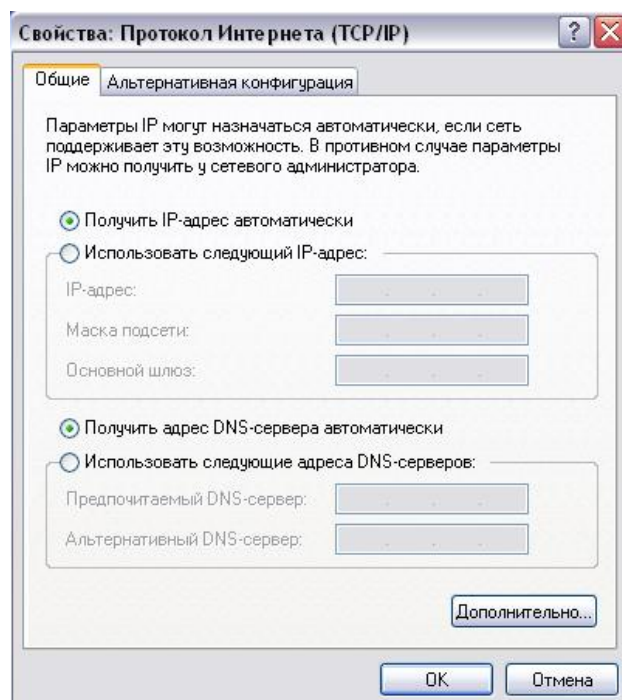 Свойства: Протокол Интернета (TCP/IP)
Общие
Альтернативная конфигурация
Параметры IP могут назначаться автоматически, если сеть
поддерживает эту возможность. В противном случае параметры
IP можно получить у сетевого администратора.
Получить IP-адрес автоматически
Использовать следующий IP-адрес:
IP-адрес:
Маска подсети:
Основной шлюз:
Получить адрес DNS-сервера автоматически
Использовать следующие адреса DNS-серверов:
Предпочитаемый DNS-сервер:
Альтернативный DNS-сервер:
Дополнительно...
OK
Отмена